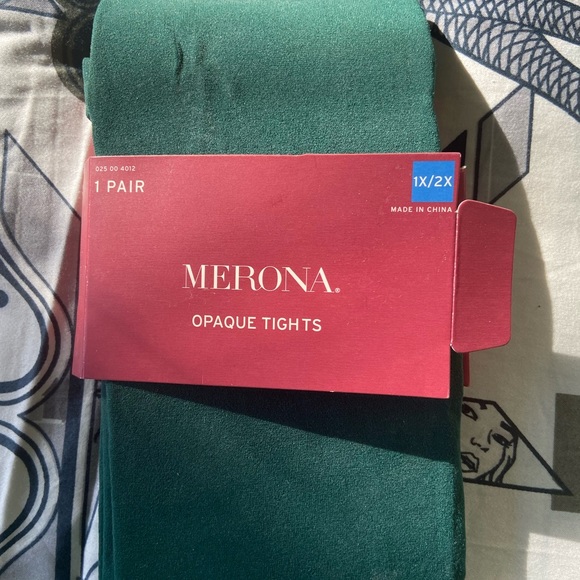 025 00 4012
1 PAIR
1X/2X
MADE IN CHINA
MERONA®
OPAQUE TIGHTS